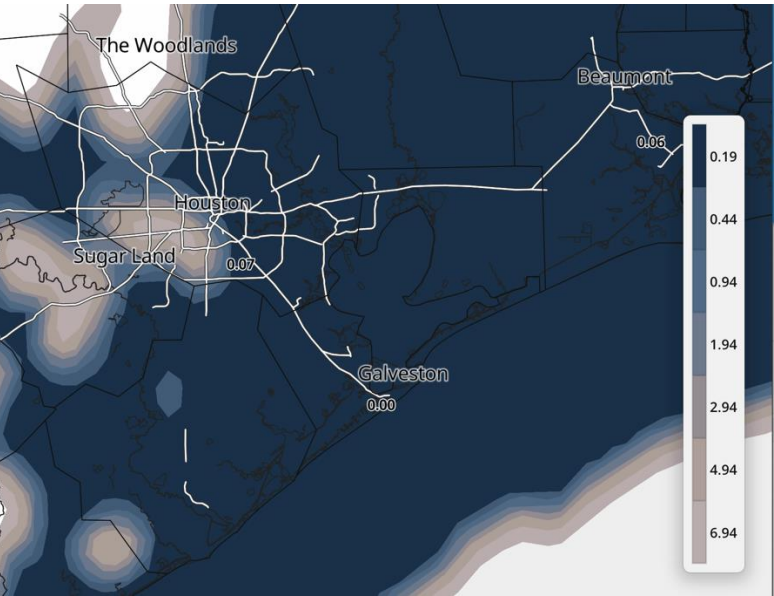 The Woodlands
Beaumont
0.06
0.19
Houston
0.44
Sugar Land
0.07
0.94
1.94
Galveston
0.00
2.94
4.94
6.94